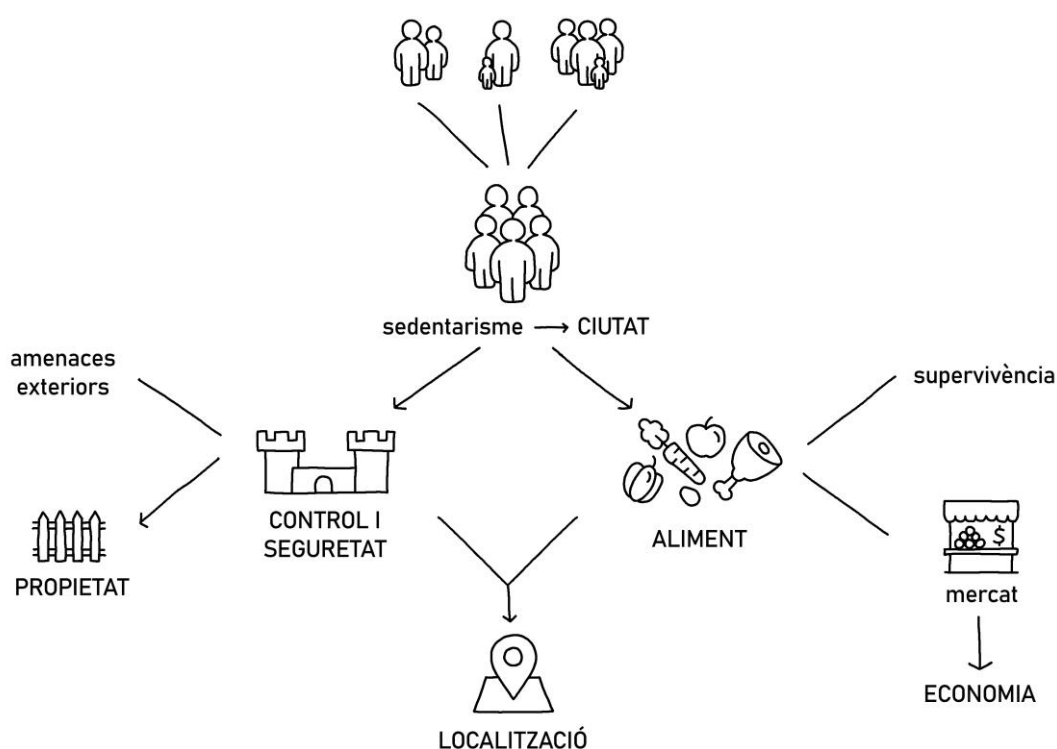 sedentarisme → CIUTAT
amenaces
exteriors
supervivència
CONTROL I
SEGURETAT
ALIMENT
$
PROPIETAT
mercat
LOCALITZACIÓ
ECONOMIA